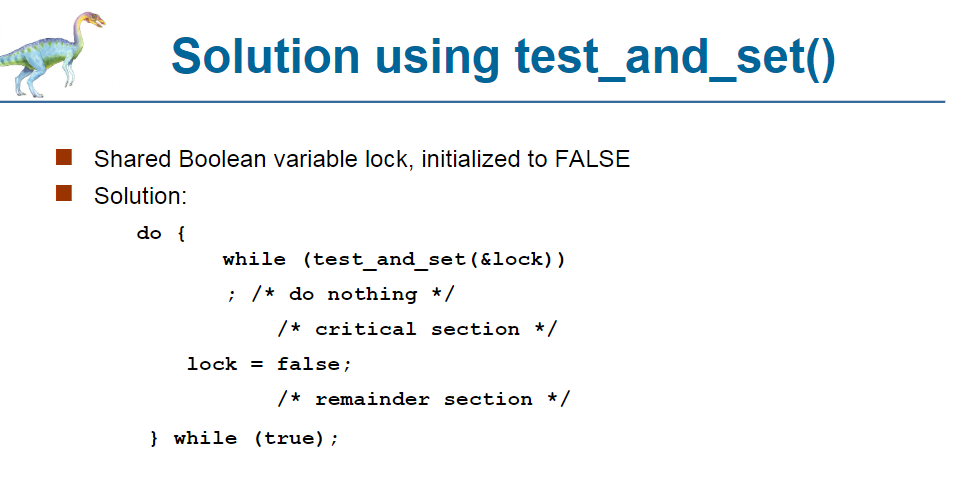 Solution using test_and_set()
Shared Boolean variable lock, initialized to FALSE
Solution:
do {
while (test_and_set(&lock))
; /* do nothing */
/* critical section */
lock = false;
/* remainder section */
} while (true);